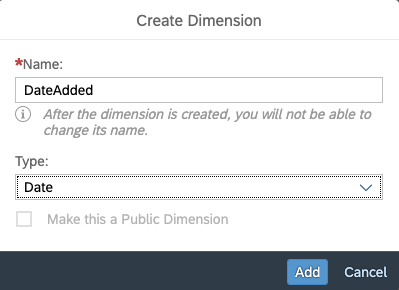 Create Dimension
*Name:
DateAdded
After the dimension is created, you will not be able to
change its name.
Type:
Date
Make this a Public Dimension
Add Cancel